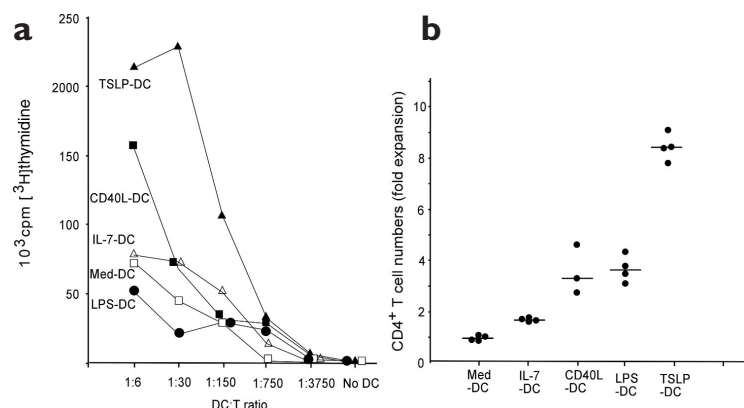 a
250
2000
150
100
50
10³cpm [³H]thymidine
TSLP-DC
CD40L-DC
IL-7-DC
Med-DC
LPS-DC
1:6 1:30 1:150 1:750 1:3750 No DC
DC:T ratio
b
10
8
6
4
2
0
CD4⁺ T cell numbers (fold expansion)
Med -DC
IL-7 -DC
CD40L -DC
LPS -DC
TSLP -DC